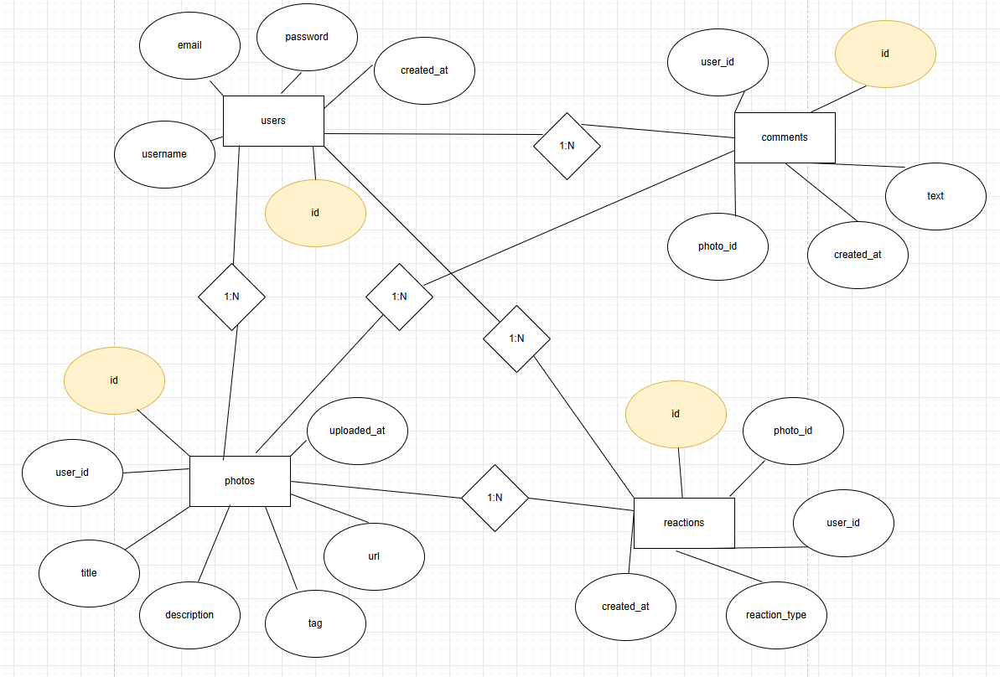 email
password
created_at
user_id
id
users
comments
username
1:N
id
text
photo_id
created_at
1:N
1:N
1:N
id
uploaded_at
id
photo_id
user_id
photos
1:N
reactions
user_id
title
url
description
tag
created_at
reaction_type